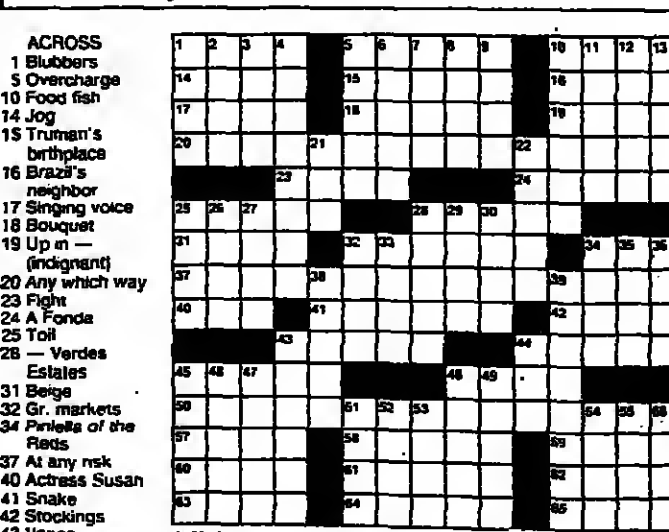 ACROSS
1 Blubbers
5 Overcharge
10 Food fish
14 Jog
15 Truman's
birthplace
16 Brazil's
neighbor
17 Singing voice
18 Bouquet
19 Up in —
(indignant)
20 Any which way
23 Fight
24 A Fonda
25 Toil
28 — Verdes
Estates
31 Beige
32 Gr. markets
34 Piniella of the
Reds
37 At any risk
40 Actress Susan
41 Snake
42 Stockings
1 2 3 4 5 6 7 8 9 10 11 12 13
14 15 16
17 18 19
20 21 22
23 24
25 26 27 28 29 30
31 32 33 34 35 36
37 38 39
40 41 42
43 44
45 46 47 48 49
50 51 52 53 54 55 56
57 58 59
60 61 62
63 64 65